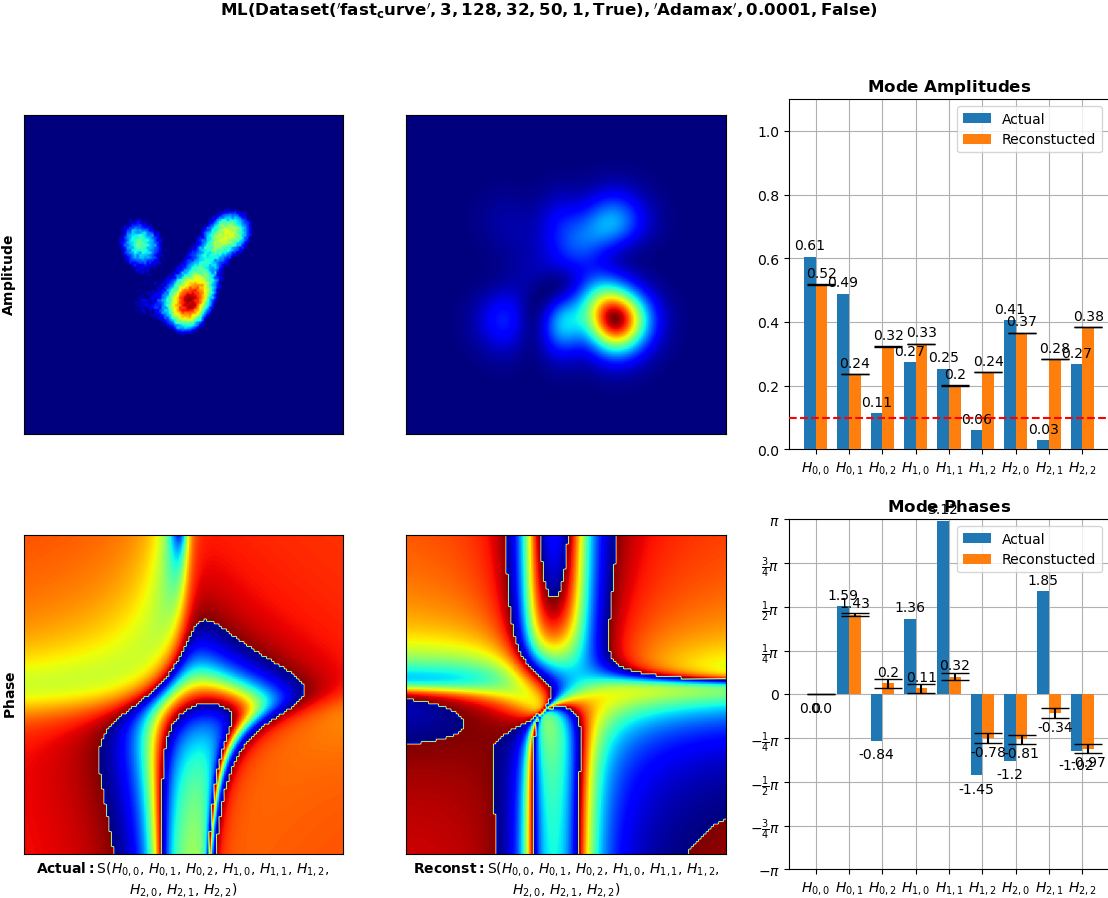 ML(Dataset('fast_curve', 3, 128, 32, 50, 1, True), 'Adamax', 0.0001, False)
Amplitude
Mode Amplitudes
Actual
Reconstucted
1.0
0.8
0.6
0.4
0.2
0.0
0.61
0.52
0.49
0.24
0.11
0.32
0.27
0.33
0.25
0.2
0.06
0.24
0.41
0.37
0.03
0.28
0.27
0.38
H0,0 H0,1 H0,2 H1,0 H1,1 H1,2 H2,0 H2,1 H2,2
Phase
Mode Phases
Actual
Reconstucted
π
3/4π
1/2π
1/4π
0
−1/4π
−1/2π
−3/4π
−π
0.0
0.0
1.59
1.43
-0.84
0.2
1.36
0.11
3.12
0.32
-1.45
-0.78
-1.2
-0.81
1.85
-0.34
-1.02
-0.97
H0,0 H0,1 H0,2 H1,0 H1,1 H1,2 H2,0 H2,1 H2,2
Actual: S(H0,0, H0,1, H0,2, H1,0, H1,1, H1,2,
H2,0, H2,1, H2,2)
Reconst: S(H0,0, H0,1, H0,2, H1,0, H1,1, H1,2,
H2,0, H2,1, H2,2)